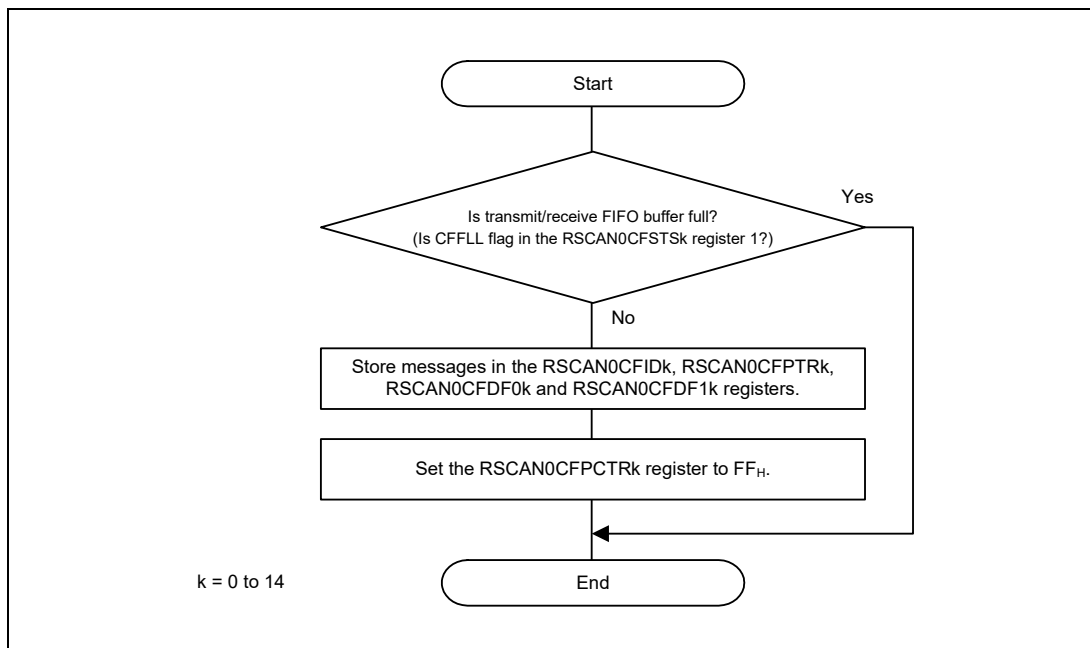 Start
Yes
Is transmit/receive FIFO buffer full?
(Is CFFLL flag in the RSCAN0CFSTSk register 1?)
No
Store messages in the RSCAN0CFIDk, RSCAN0CFPTRk,
RSCAN0CFDF0k and RSCAN0CFDF1k registers.
Set the RSCAN0CFPCTRk register to FFH.
k = 0 to 14
End